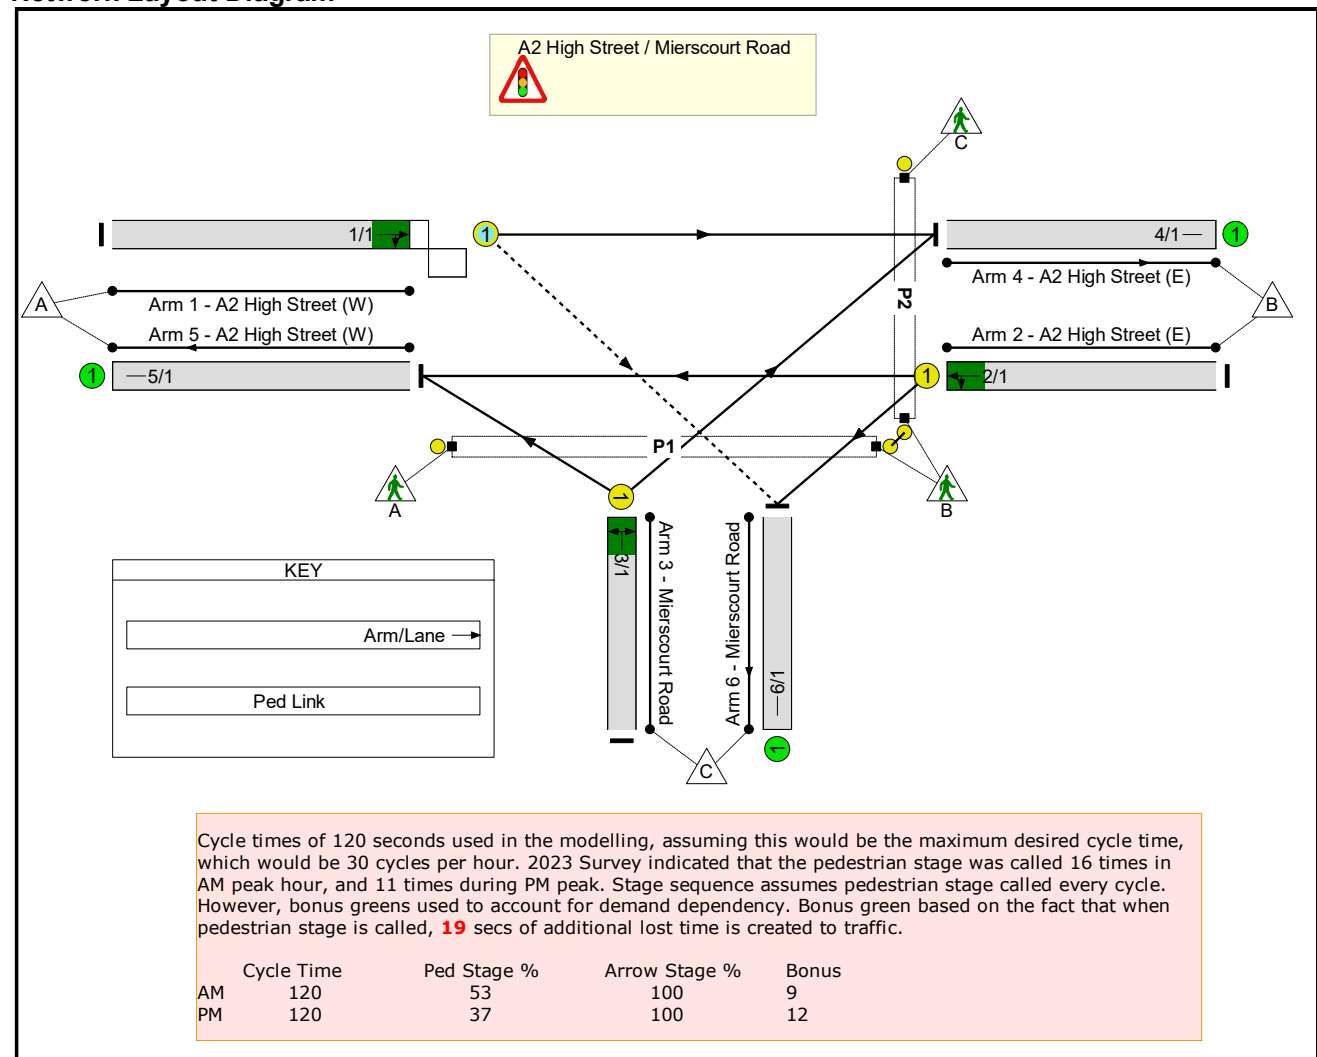 Network Layout Diagram
A2 High Street / Mierscourt Road
C
1/1
1
4/1
1
A
Arm 1 - A2 High Street (W)
Arm 4 - A2 High Street (E)
P2
B
Arm 5 - A2 High Street (W)
Arm 2 - A2 High Street (E)
1
5/1
1
2/1
P1
A
B
1
3/1
Arm 3 - Mierscourt Road
Arm 6 - Mierscourt Road
6/1
1
C
KEY
Arm/Lane
Ped Link
Cycle times of 120 seconds used in the modelling, assuming this would be the maximum desired cycle time,
which would be 30 cycles per hour. 2023 Survey indicated that the pedestrian stage was called 16 times in
AM peak hour, and 11 times during PM peak. Stage sequence assumes pedestrian stage called every cycle.
However, bonus greens used to account for demand dependency. Bonus green based on the fact that when
pedestrian stage is called, 19 secs of additional lost time is created to traffic.
Cycle Time Ped Stage % Arrow Stage % Bonus
AM 120 53 100 9
PM 120 37 100 12